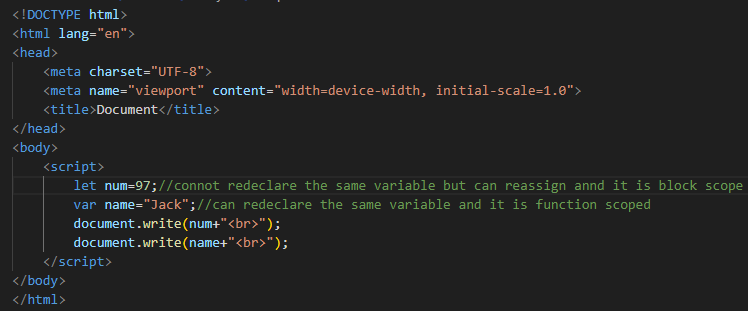 <!DOCTYPE html>
<html lang="en">
<head>
    <meta charset="UTF-8">
    <meta name="viewport" content="width=device-width, initial-scale=1.0">
    <title>Document</title>
</head>
<body>
    <script>
        let num=97;//connot redeclare the same variable but can reassign annd it is block scope
        var name="Jack";//can redeclare the same variable and it is function scoped
        document.write(num+"<br>");
        document.write(name+"<br>");
    </script>
</body>
</html>